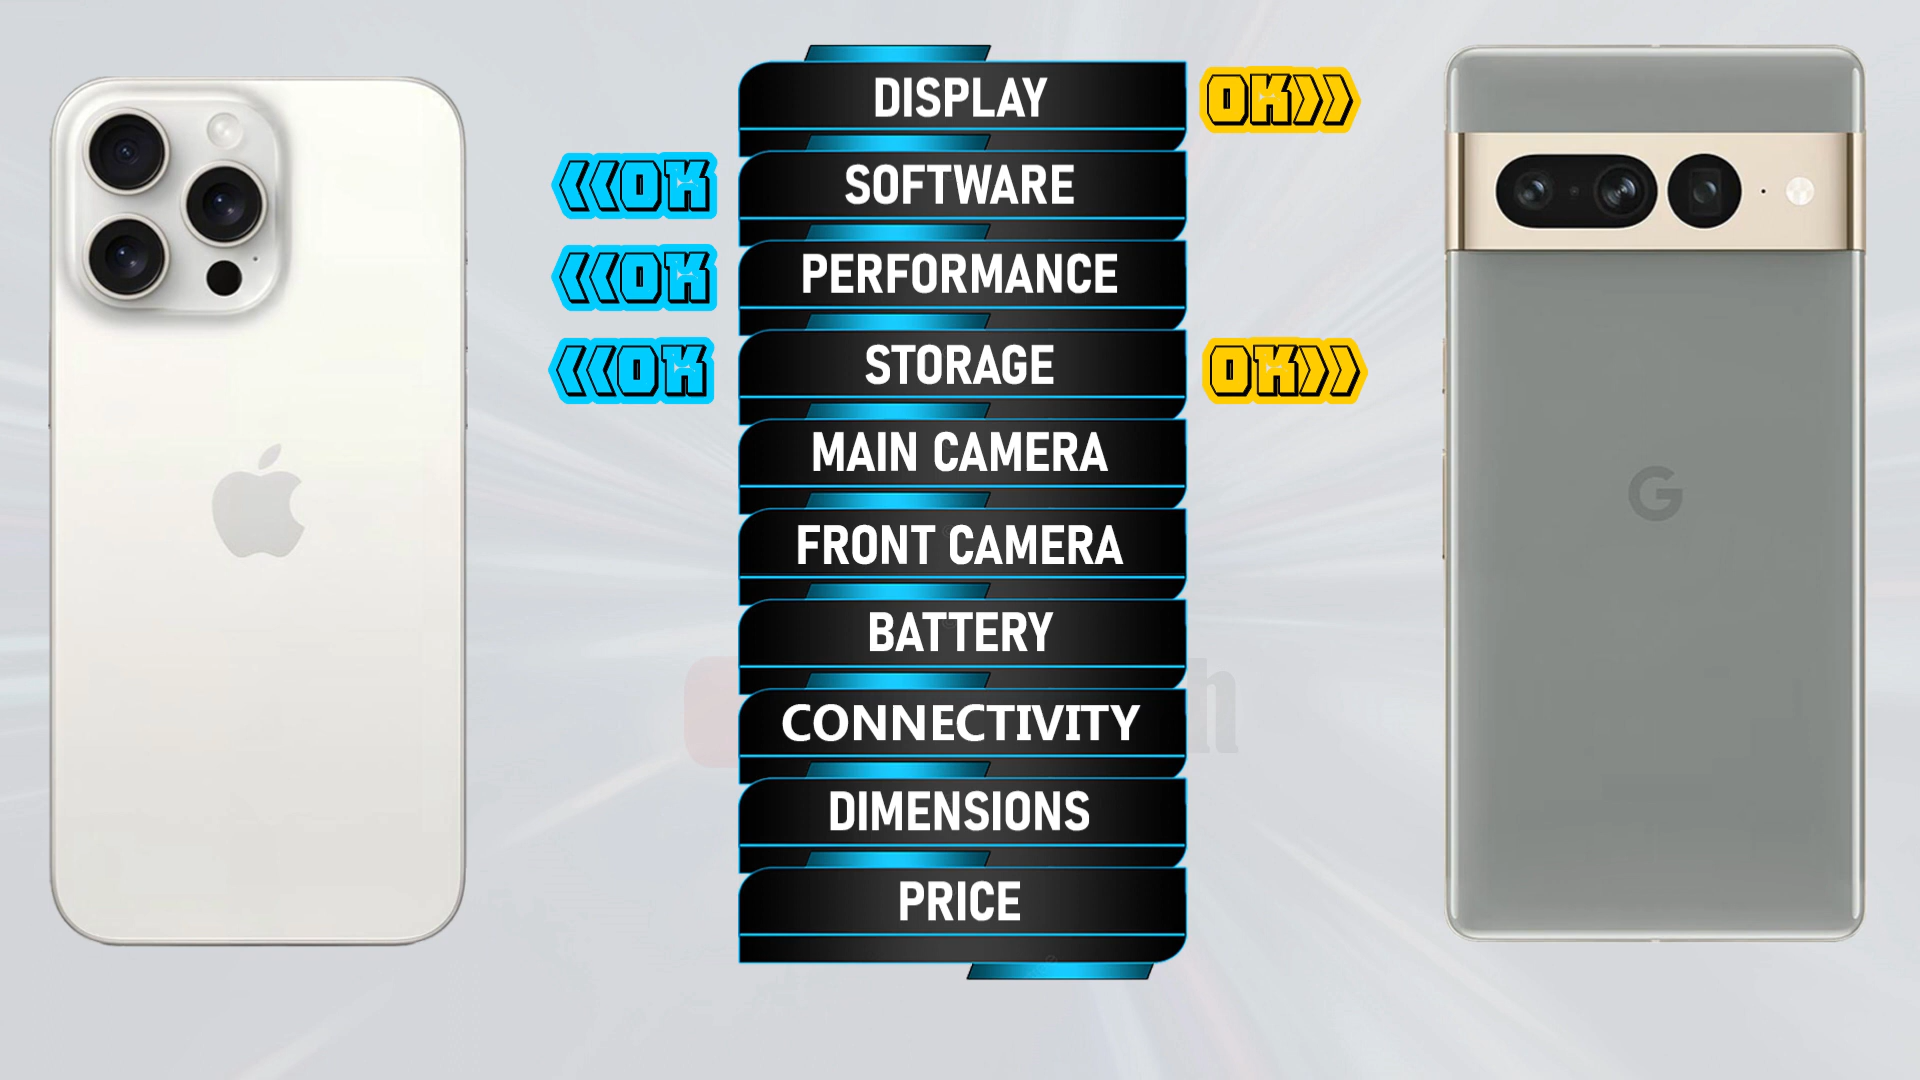 DISPLAY OK»
«OK SOFTWARE
«OK PERFORMANCE
«OK STORAGE OK»
MAIN CAMERA
FRONT CAMERA
BATTERY
CONNECTIVITY
DIMENSIONS
PRICE
G